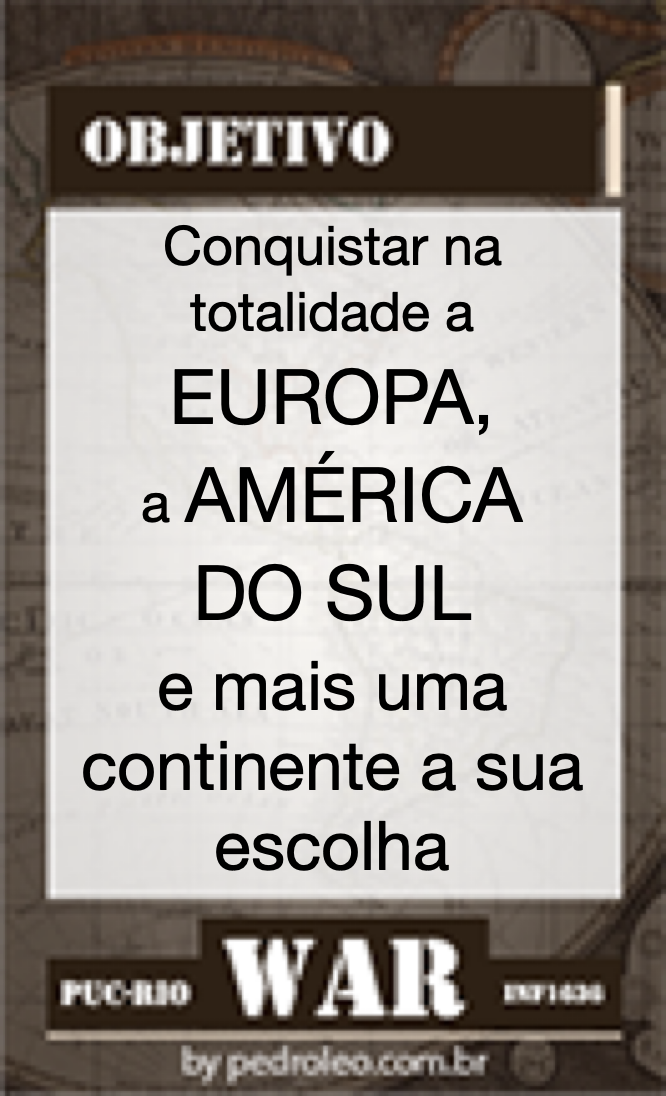 OBJETIVO
Conquistar na
totalidade a
EUROPA,
a AMÉRICA
DO SUL
e mais uma
continente a sua
escolha
PUC-RIO WAR INF1636
by pedroleo.com.br